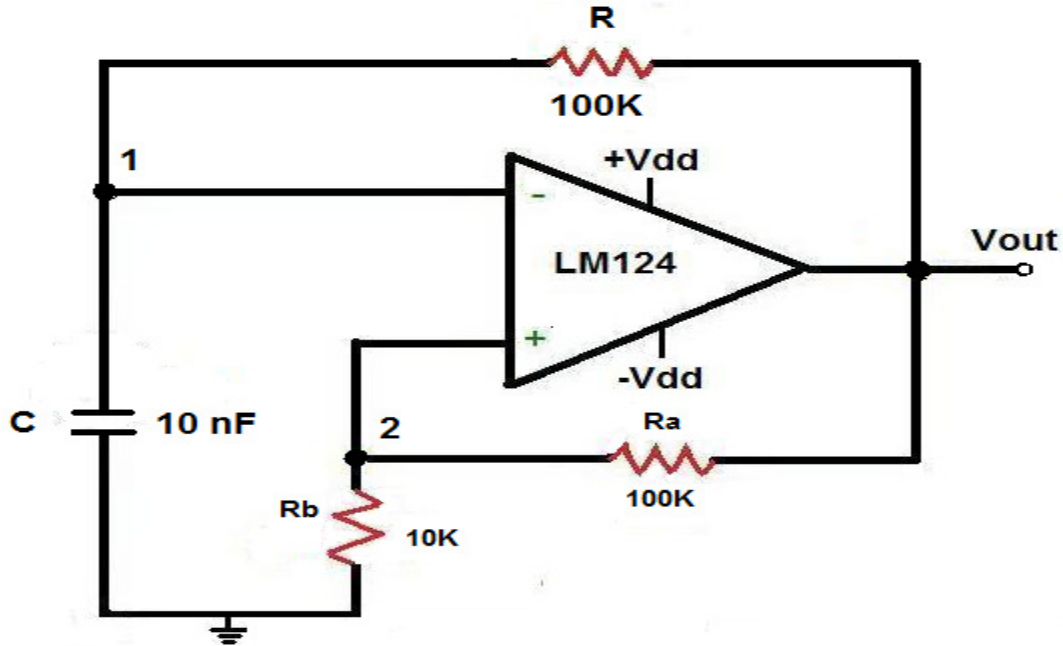 R
100K
1
+Vdd
-
LM124
Vout
+
-Vdd
C
10 nF
2
Ra
100K
Rb
10K